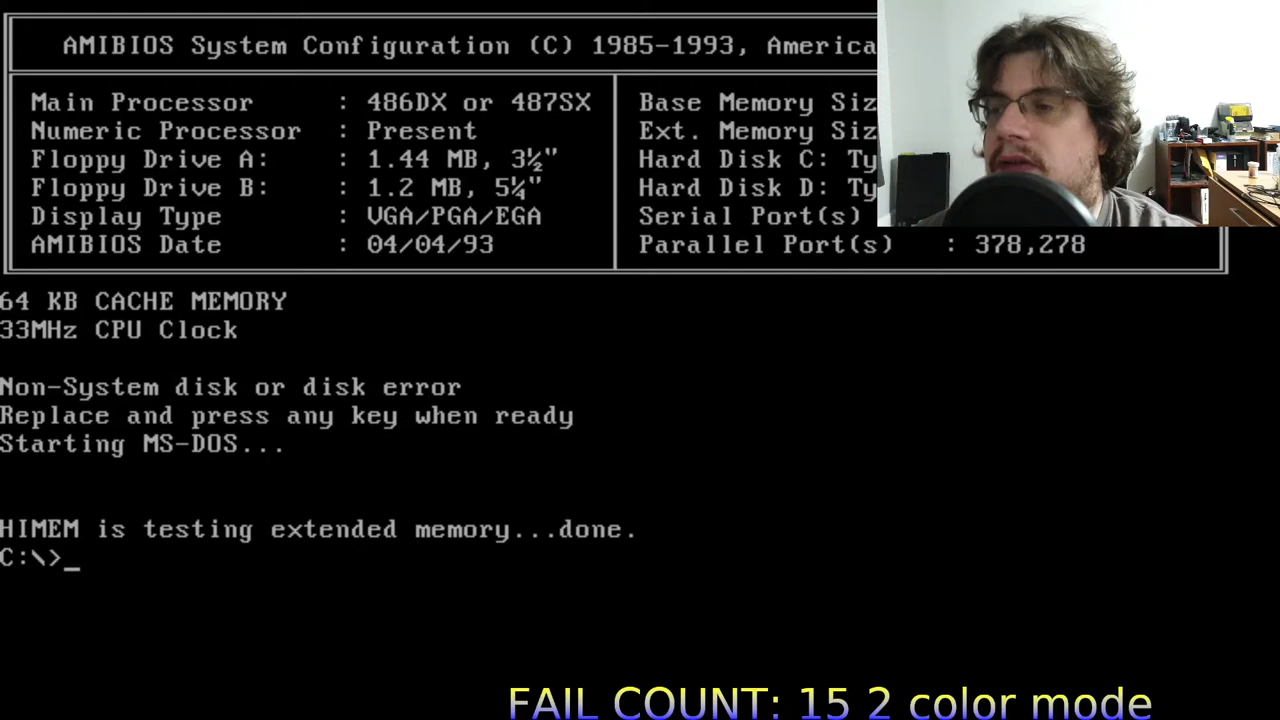 AMIBIOS System Configuration (C) 1985-1993, America
Main Processor : 486DX or 487SX
Numeric Processor : Present
Floppy Drive A: : 1.44 MB, 3½"
Floppy Drive B: : 1.2 MB, 5¼"
Display Type : VGA/PGA/EGA
AMIBIOS Date : 04/04/93
Base Memory Siz
Ext. Memory Siz
Hard Disk C: Ty
Hard Disk D: Ty
Serial Port(s)
Parallel Port(s) : 378,278
64 KB CACHE MEMORY
33MHz CPU Clock
Non-System disk or disk error
Replace and press any key when ready
Starting MS-DOS...
HIMEM is testing extended memory...done.
C:\>_
FAIL COUNT: 15 2 color mode